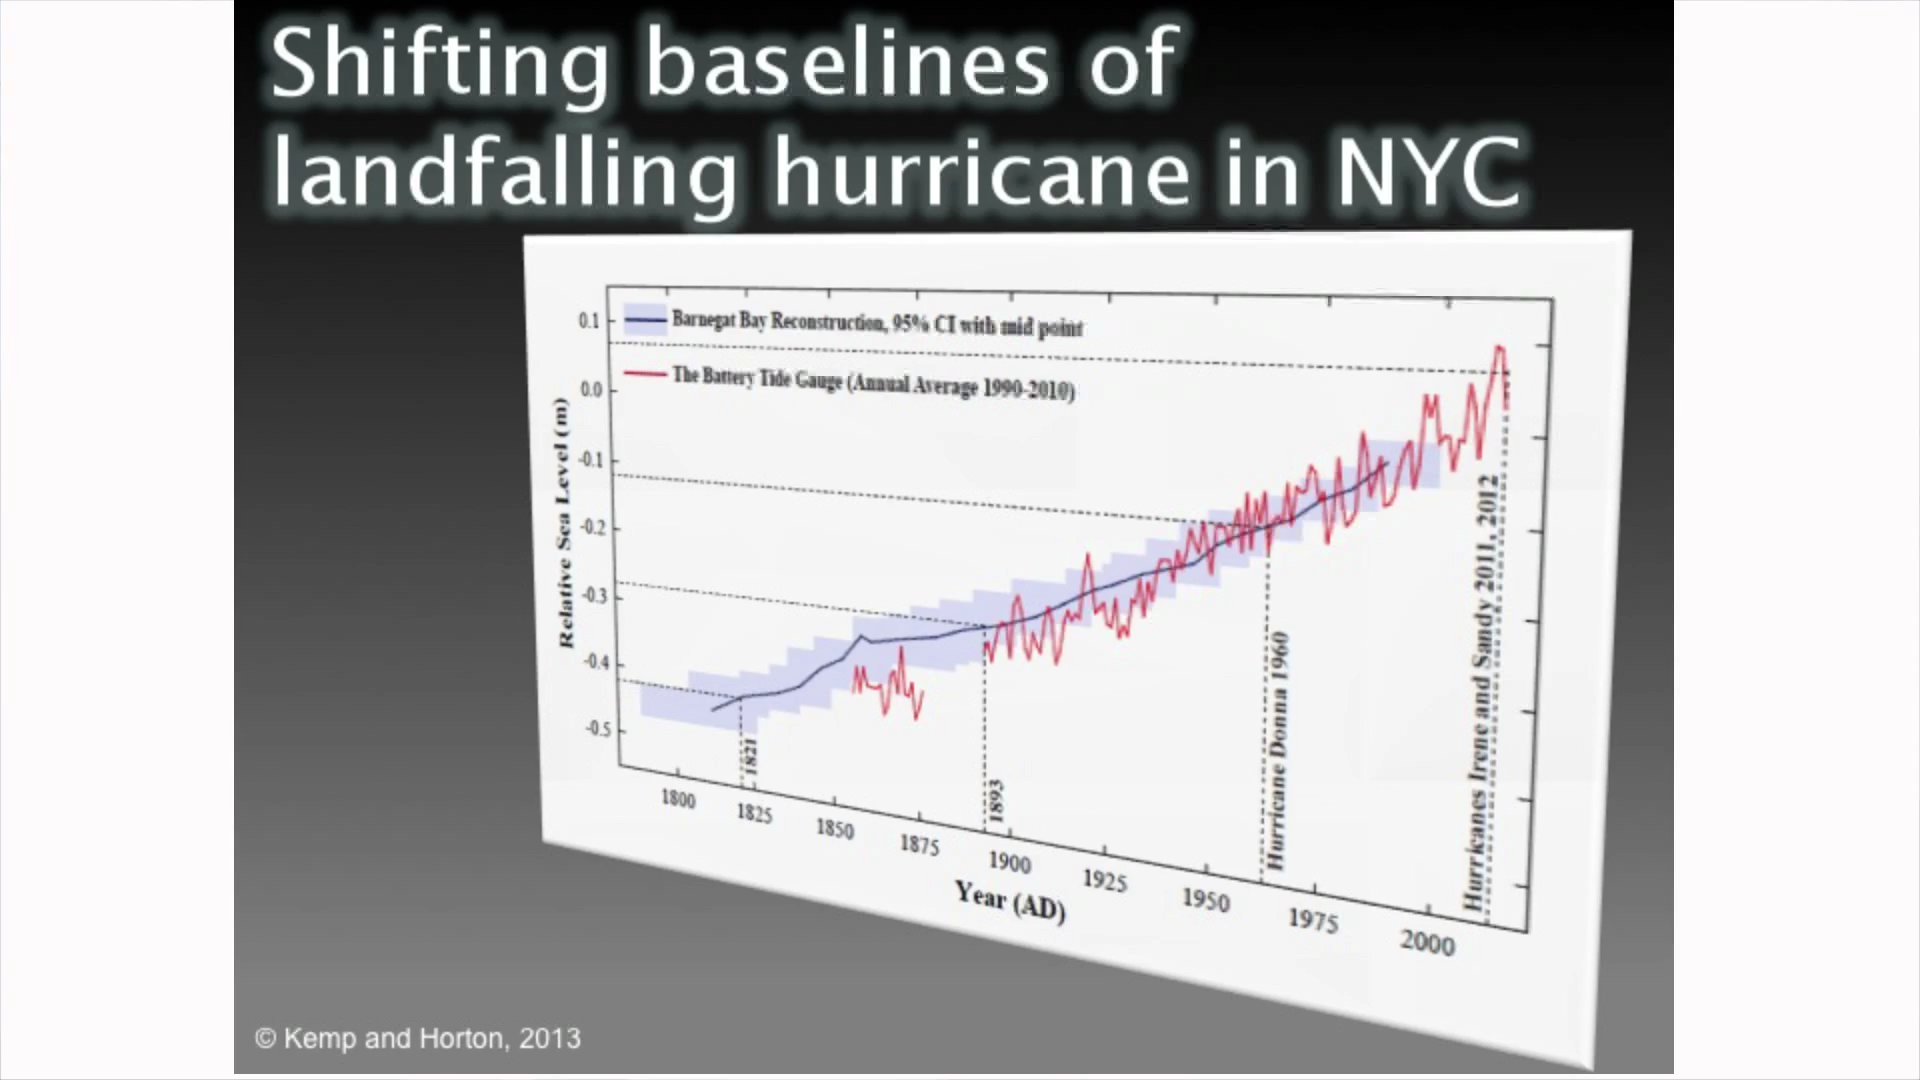 Shifting baselines of
landfalling hurricane in NYC
Barnegat Bay Reconstruction, 95% CI with mid point
The Battery Tide Gauge (Annual Average 1990-2010)
Relative Sea Level (m)
0.1
0.0
-0.1
-0.2
-0.3
-0.4
-0.5
1821
1893
Hurricane Donna 1960
Hurricanes Irene and Sandy 2011, 2012
1800
1825
1850
1875
1900
1925
1950
1975
2000
Year (AD)
© Kemp and Horton, 2013